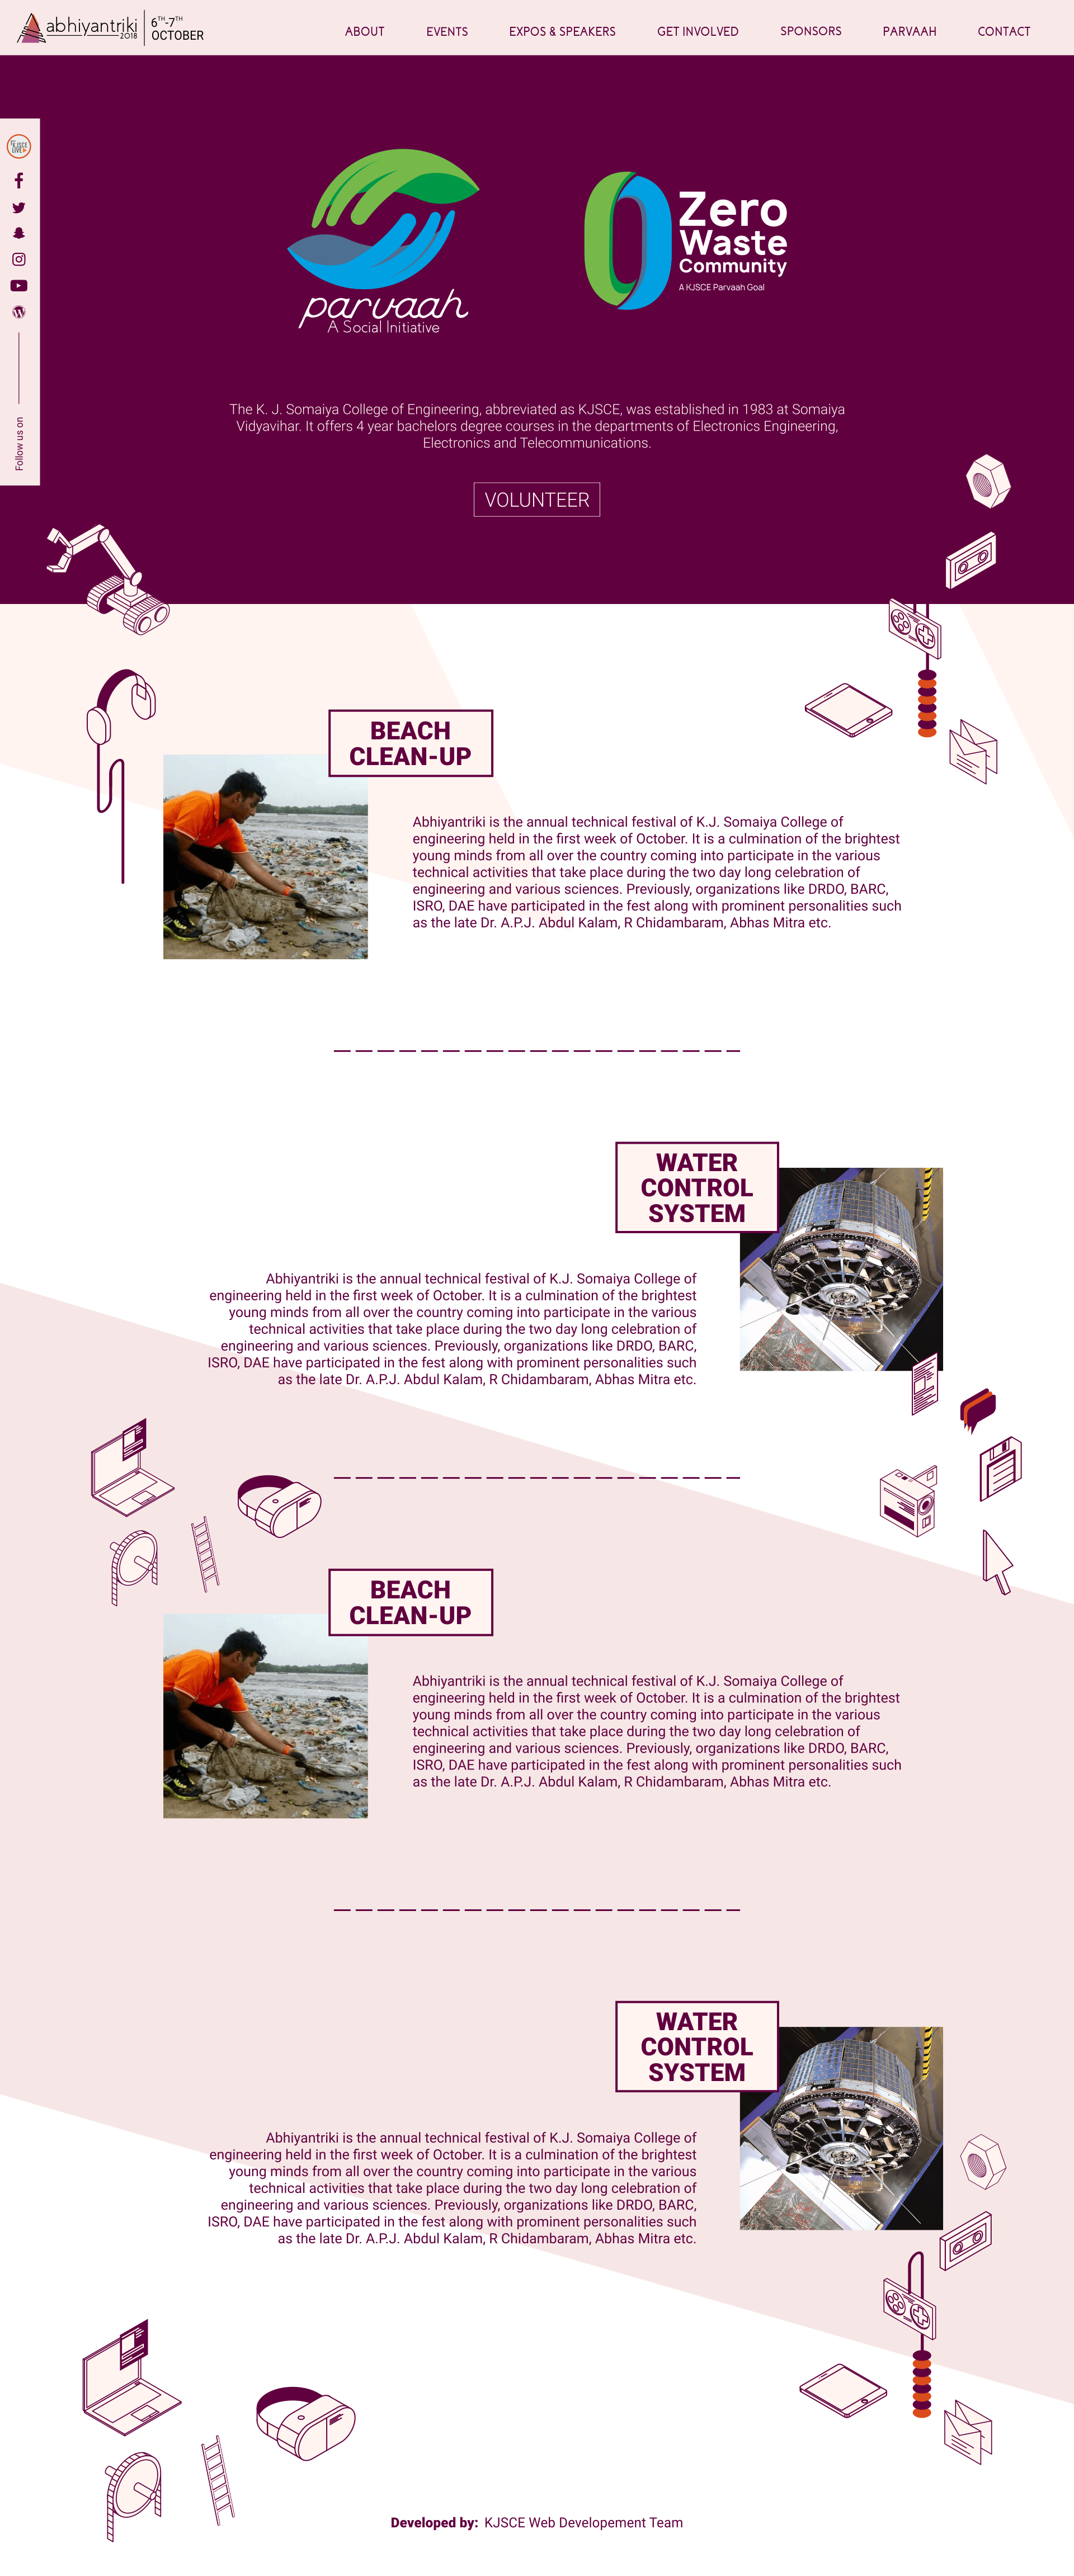 abhiyantriki
2018
6TH-7TH
OCTOBER
ABOUT
EVENTS
EXPOS & SPEAKERS
GET INVOLVED
SPONSORS
PARVAAH
CONTACT
KJSCE
LIVE
Follow us on
parvaah
A Social Initiative
Zero
Waste
Community
A KJSCE Parvaah Goal
The K. J. Somaiya College of Engineering, abbreviated as KJSCE, was established in 1983 at Somaiya
Vidyavihar. It offers 4 year bachelors degree courses in the departments of Electronics Engineering,
Electronics and Telecommunications.
VOLUNTEER
BEACH
CLEAN-UP
Abhiyantriki is the annual technical festival of K.J. Somaiya College of
engineering held in the first week of October. It is a culmination of the brightest
young minds from all over the country coming into participate in the various
technical activities that take place during the two day long celebration of
engineering and various sciences. Previously, organizations like DRDO, BARC,
ISRO, DAE have participated in the fest along with prominent personalities such
as the late Dr. A.P.J. Abdul Kalam, R Chidambaram, Abhas Mitra etc.
WATER
CONTROL
SYSTEM
Abhiyantriki is the annual technical festival of K.J. Somaiya College of
engineering held in the first week of October. It is a culmination of the brightest
young minds from all over the country coming into participate in the various
technical activities that take place during the two day long celebration of
engineering and various sciences. Previously, organizations like DRDO, BARC,
ISRO, DAE have participated in the fest along with prominent personalities such
as the late Dr. A.P.J. Abdul Kalam, R Chidambaram, Abhas Mitra etc.
BEACH
CLEAN-UP
Abhiyantriki is the annual technical festival of K.J. Somaiya College of
engineering held in the first week of October. It is a culmination of the brightest
young minds from all over the country coming into participate in the various
technical activities that take place during the two day long celebration of
engineering and various sciences. Previously, organizations like DRDO, BARC,
ISRO, DAE have participated in the fest along with prominent personalities such
as the late Dr. A.P.J. Abdul Kalam, R Chidambaram, Abhas Mitra etc.
WATER
CONTROL
SYSTEM
Abhiyantriki is the annual technical festival of K.J. Somaiya College of
engineering held in the first week of October. It is a culmination of the brightest
young minds from all over the country coming into participate in the various
technical activities that take place during the two day long celebration of
engineering and various sciences. Previously, organizations like DRDO, BARC,
ISRO, DAE have participated in the fest along with prominent personalities such
as the late Dr. A.P.J. Abdul Kalam, R Chidambaram, Abhas Mitra etc.
Developed by: KJSCE Web Developement Team